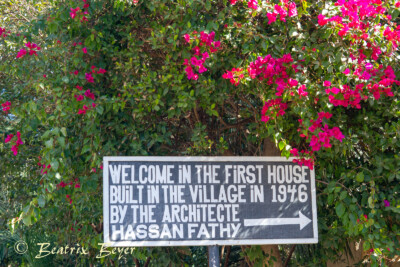 WELCOME IN THE FIRST HOUSE
BUILT IN THE VILLAGE IN 1946
BY THE ARCHITECTE
HASSAN FATHY
© Beatrix Beyer